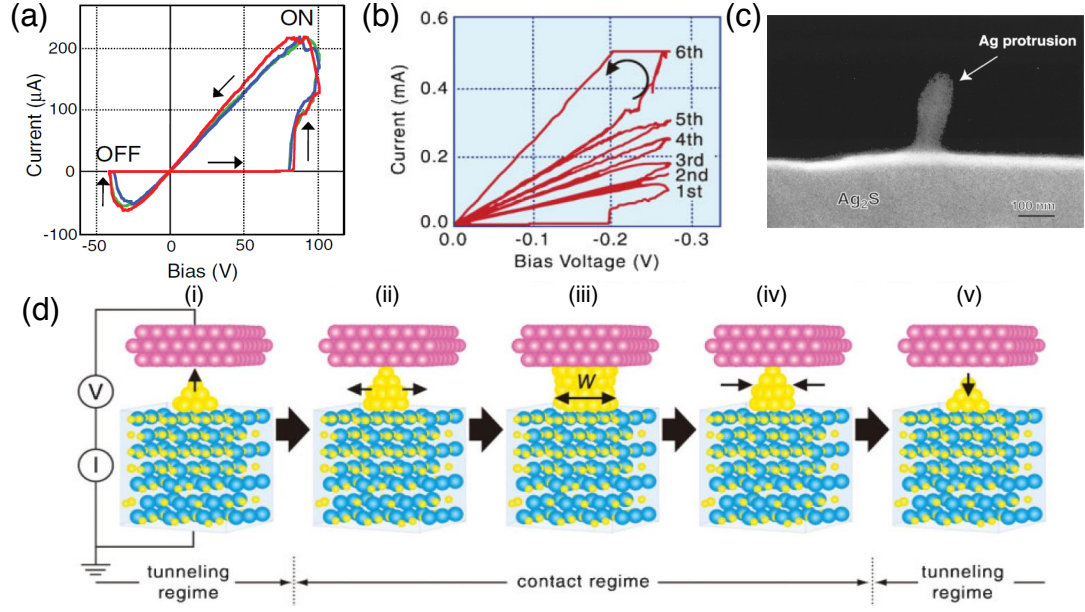 (a)
Current (μA)
200
100
0
-100
-50
0
50
100
Bias (V)
ON
OFF
(b)
Current (mA)
0.6
0.4
0.2
0.0
0.0
-0.1
-0.2
-0.3
Bias Voltage (V)
6th
5th
4th
3rd
2nd
1st
(c)
Ag protrusion
Ag₂S
100 nm
(d)
(i)
(ii)
(iii)
(iv)
(v)
V
I
W
tunneling
regime
contact regime
tunneling
regime